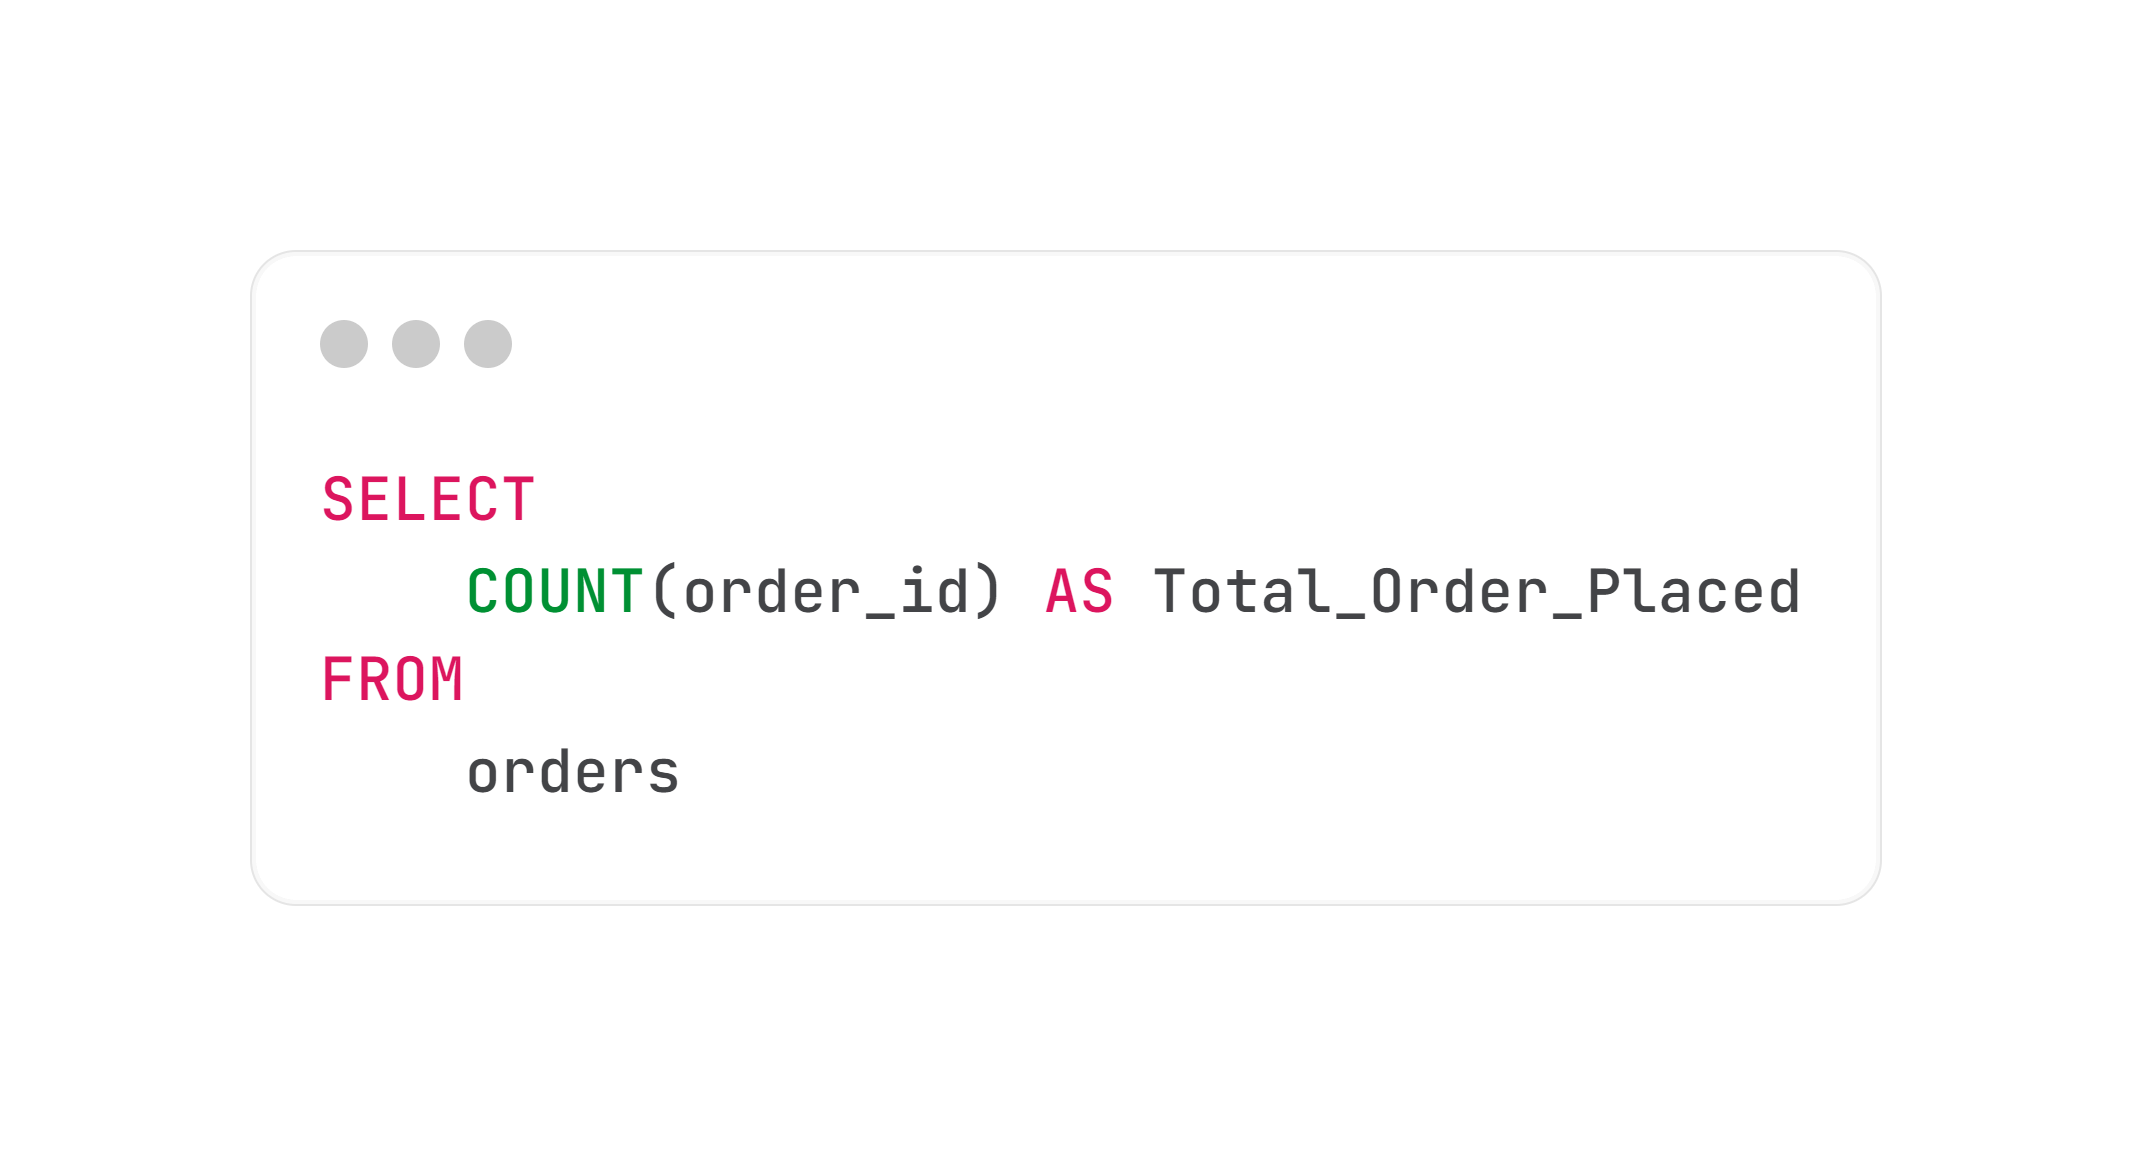 SELECT
    COUNT(order_id) AS Total_Order_Placed
FROM
    orders